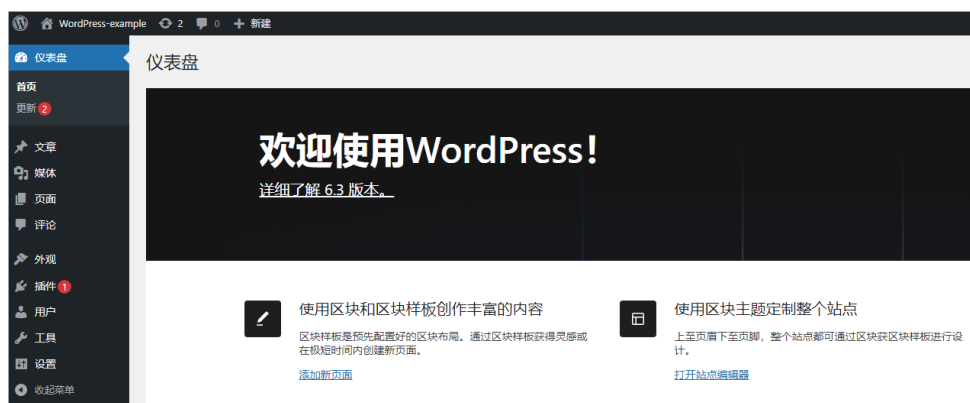 WordPress-example 2 0 新建
仪表盘
首页
更新 2
文章
媒体
页面
评论
外观
插件 1
用户
工具
设置
收起菜单
仪表盘
欢迎使用WordPress!
详细了解 6.3 版本。
使用区块和区块样板创作丰富的内容
区块样板是预先配置好的区块布局。通过区块样板获得灵感或
在极短时间内创建新页面。
添加新页面
使用区块主题定制整个站点
上至页眉下至页脚，整个站点都可通过区块获区块样板进行设
计。
打开站点编辑器